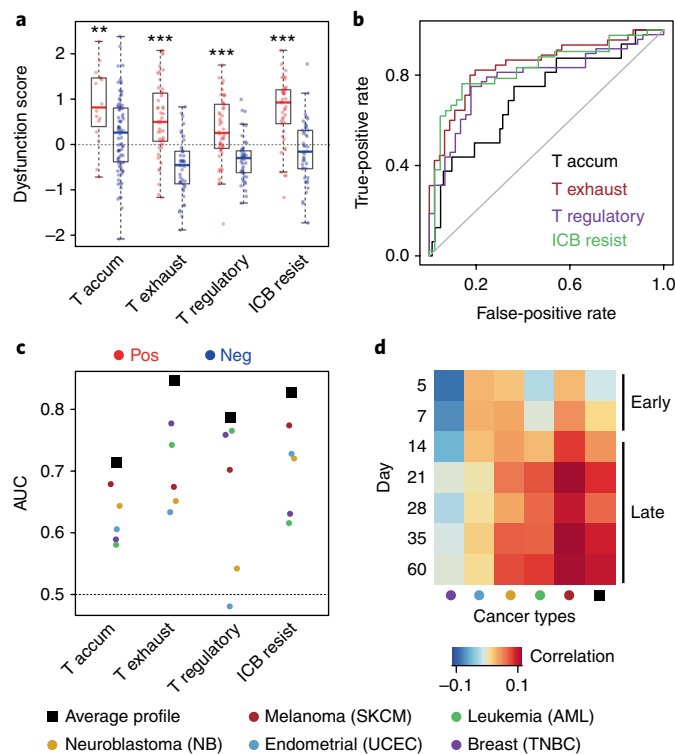 a
Dysfunction score
2
1
0
−1
−2
**
***
***
***
T accum
T exhaust
T regulatory
ICB resist
b
True-positive rate
0.8
0.4
0.0
T accum
T exhaust
T regulatory
ICB resist
0.2
0.6
1.0
False-positive rate
c
Pos
Neg
AUC
0.8
0.7
0.6
0.5
T accum
T exhaust
T regulatory
ICB resist
d
Day
5
7
14
21
28
35
60
Early
Late
Cancer types
Correlation
−0.1
0.1
Average profile
Melanoma (SKCM)
Leukemia (AML)
Neuroblastoma (NB)
Endometrial (UCEC)
Breast (TNBC)